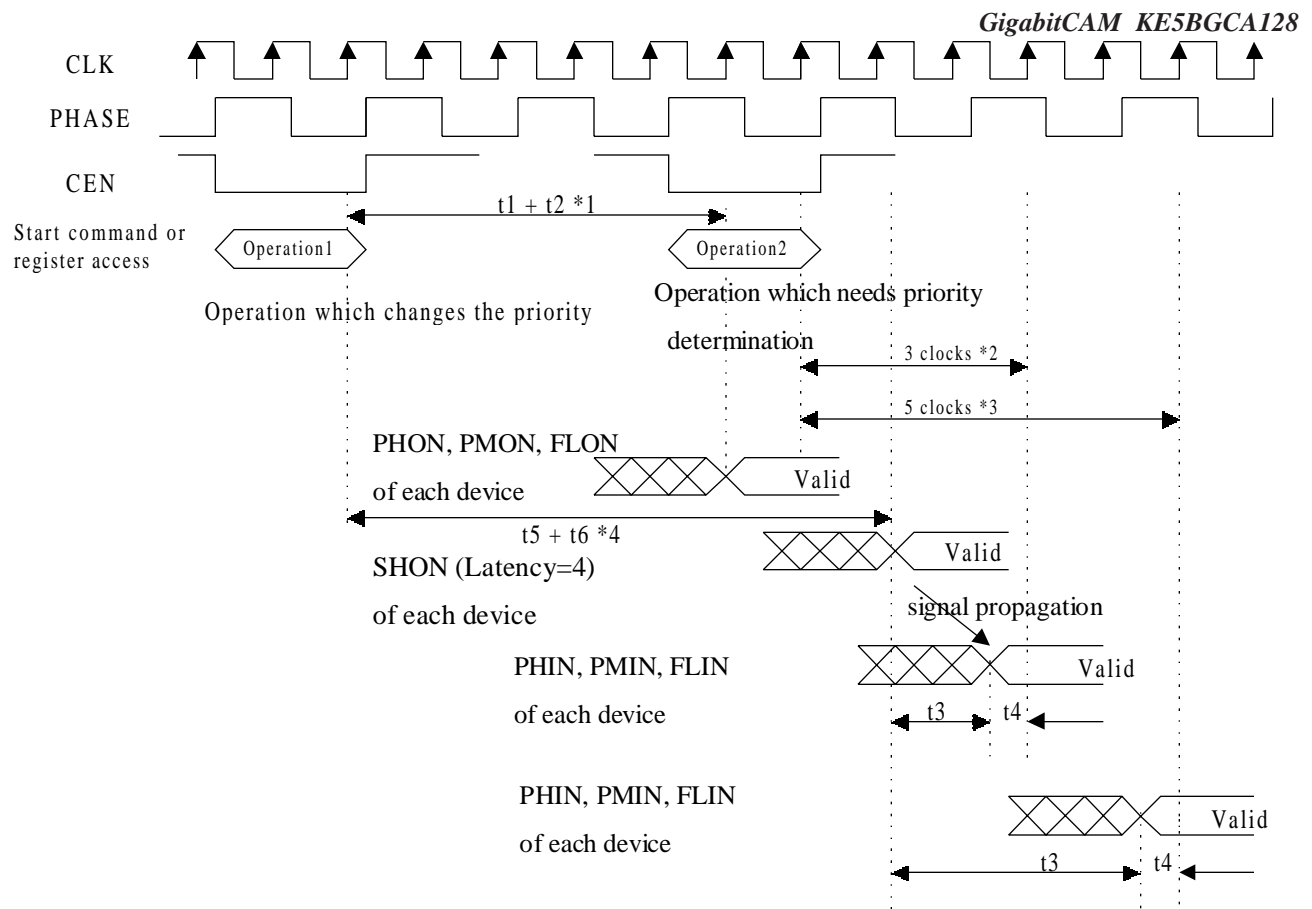 GigabitCAM KE5BGCA128
CLK
PHASE
CEN
t1 + t2 *1
Start command or
register access
Operation1
Operation2
Operation which changes the priority
Operation which needs priority
determination
3 clocks *2
5 clocks *3
PHON, PMON, FLON
of each device
Valid
t5 + t6 *4
SHON (Latency=4)
of each device
Valid
signal propagation
PHIN, PMIN, FLIN
of each device
Valid
t3
t4
PHIN, PMIN, FLIN
of each device
Valid
t3
t4